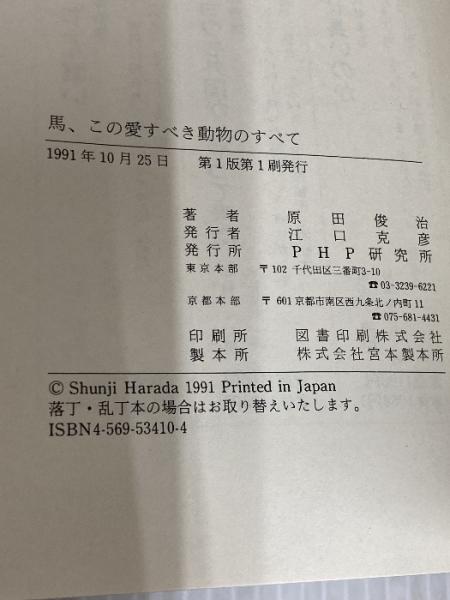 馬、この愛すべき動物のすべて
1991年10月25日 第1版第1刷発行
著者 原田俊治
発行者 江口克彦
発行所 PHP研究所
東京本部 〒102 千代田区三番町3-10
☎03-3239-6221
京都本部 〒601 京都市南区西九条北ノ内町11
☎075-681-4431
印刷所 図書印刷株式会社
製本所 株式会社宮本製本所
© Shunji Harada 1991 Printed in Japan
落丁・乱丁本の場合はお取り替えいたします。
ISBN4-569-53410-4